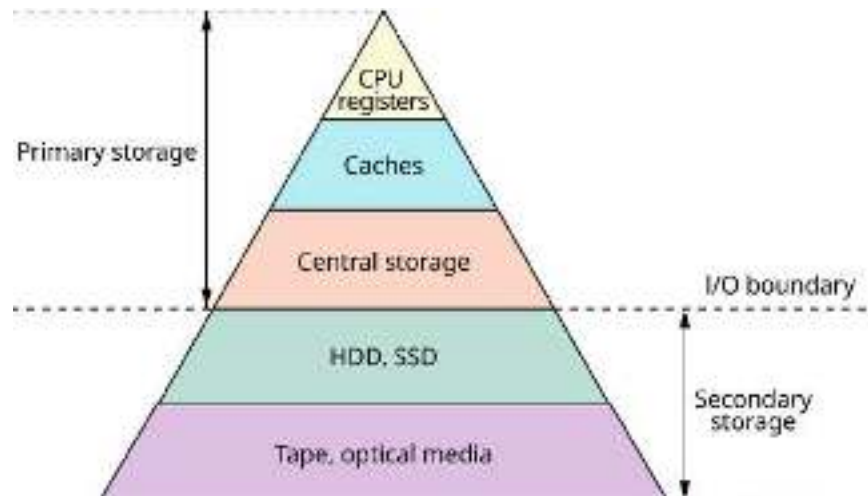 CPU
registers
Primary storage
Caches
Central storage
I/O boundary
HDD, SSD
Secondary
storage
Tape, optical media